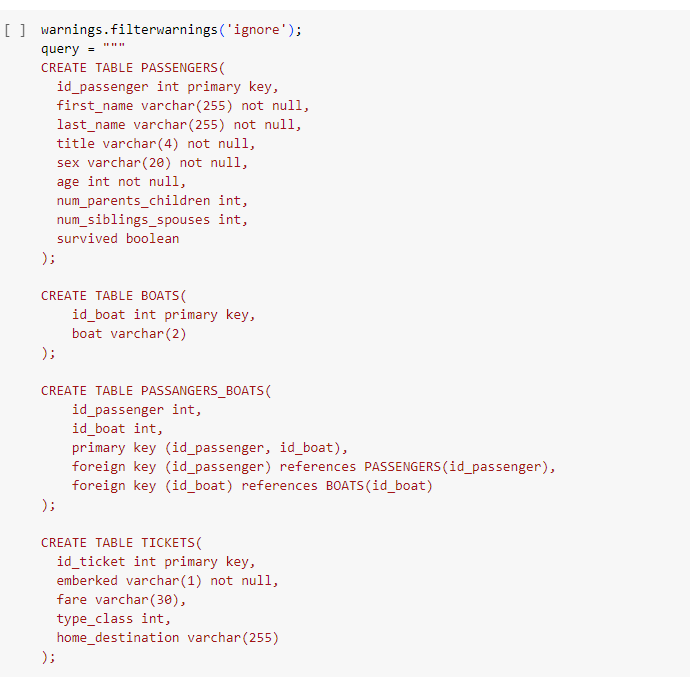 [ ] warnings.filterwarnings('ignore');
query = """
CREATE TABLE PASSENGERS(
id_passenger int primary key,
first_name varchar(255) not null,
last_name varchar(255) not null,
title varchar(4) not null,
sex varchar(20) not null,
age int not null,
num_parents_children int,
num_siblings_spouses int,
survived boolean
);
CREATE TABLE BOATS(
id_boat int primary key,
boat varchar(2)
);
CREATE TABLE PASSANGERS_BOATS(
id_passenger int,
id_boat int,
primary key (id_passenger, id_boat),
foreign key (id_passenger) references PASSENGERS(id_passenger),
foreign key (id_boat) references BOATS(id_boat)
);
CREATE TABLE TICKETS(
id_ticket int primary key,
emberked varchar(1) not null,
fare varchar(30),
type_class int,
home_destination varchar(255)
);